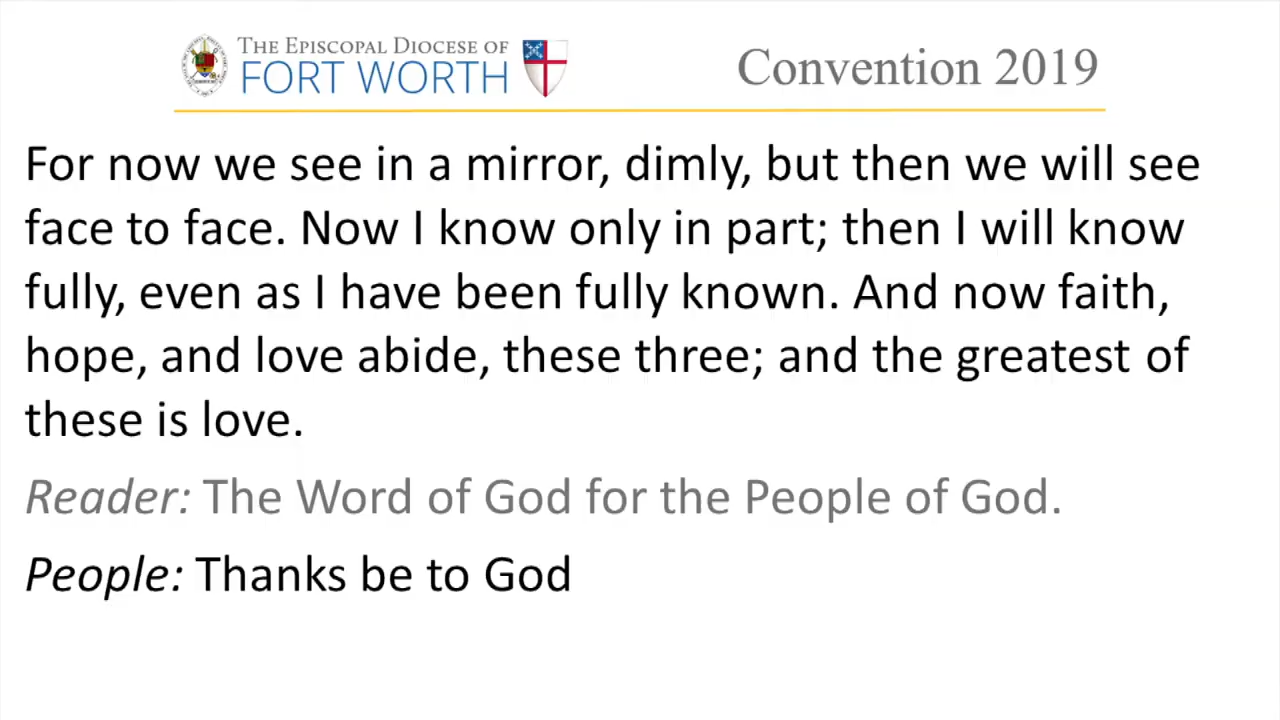 THE EPISCOPAL DIOCESE OF
FORT WORTH
Convention 2019
For now we see in a mirror, dimly, but then we will see
face to face. Now I know only in part; then I will know
fully, even as I have been fully known. And now faith,
hope, and love abide, these three; and the greatest of
these is love.
Reader: The Word of God for the People of God.
People: Thanks be to God